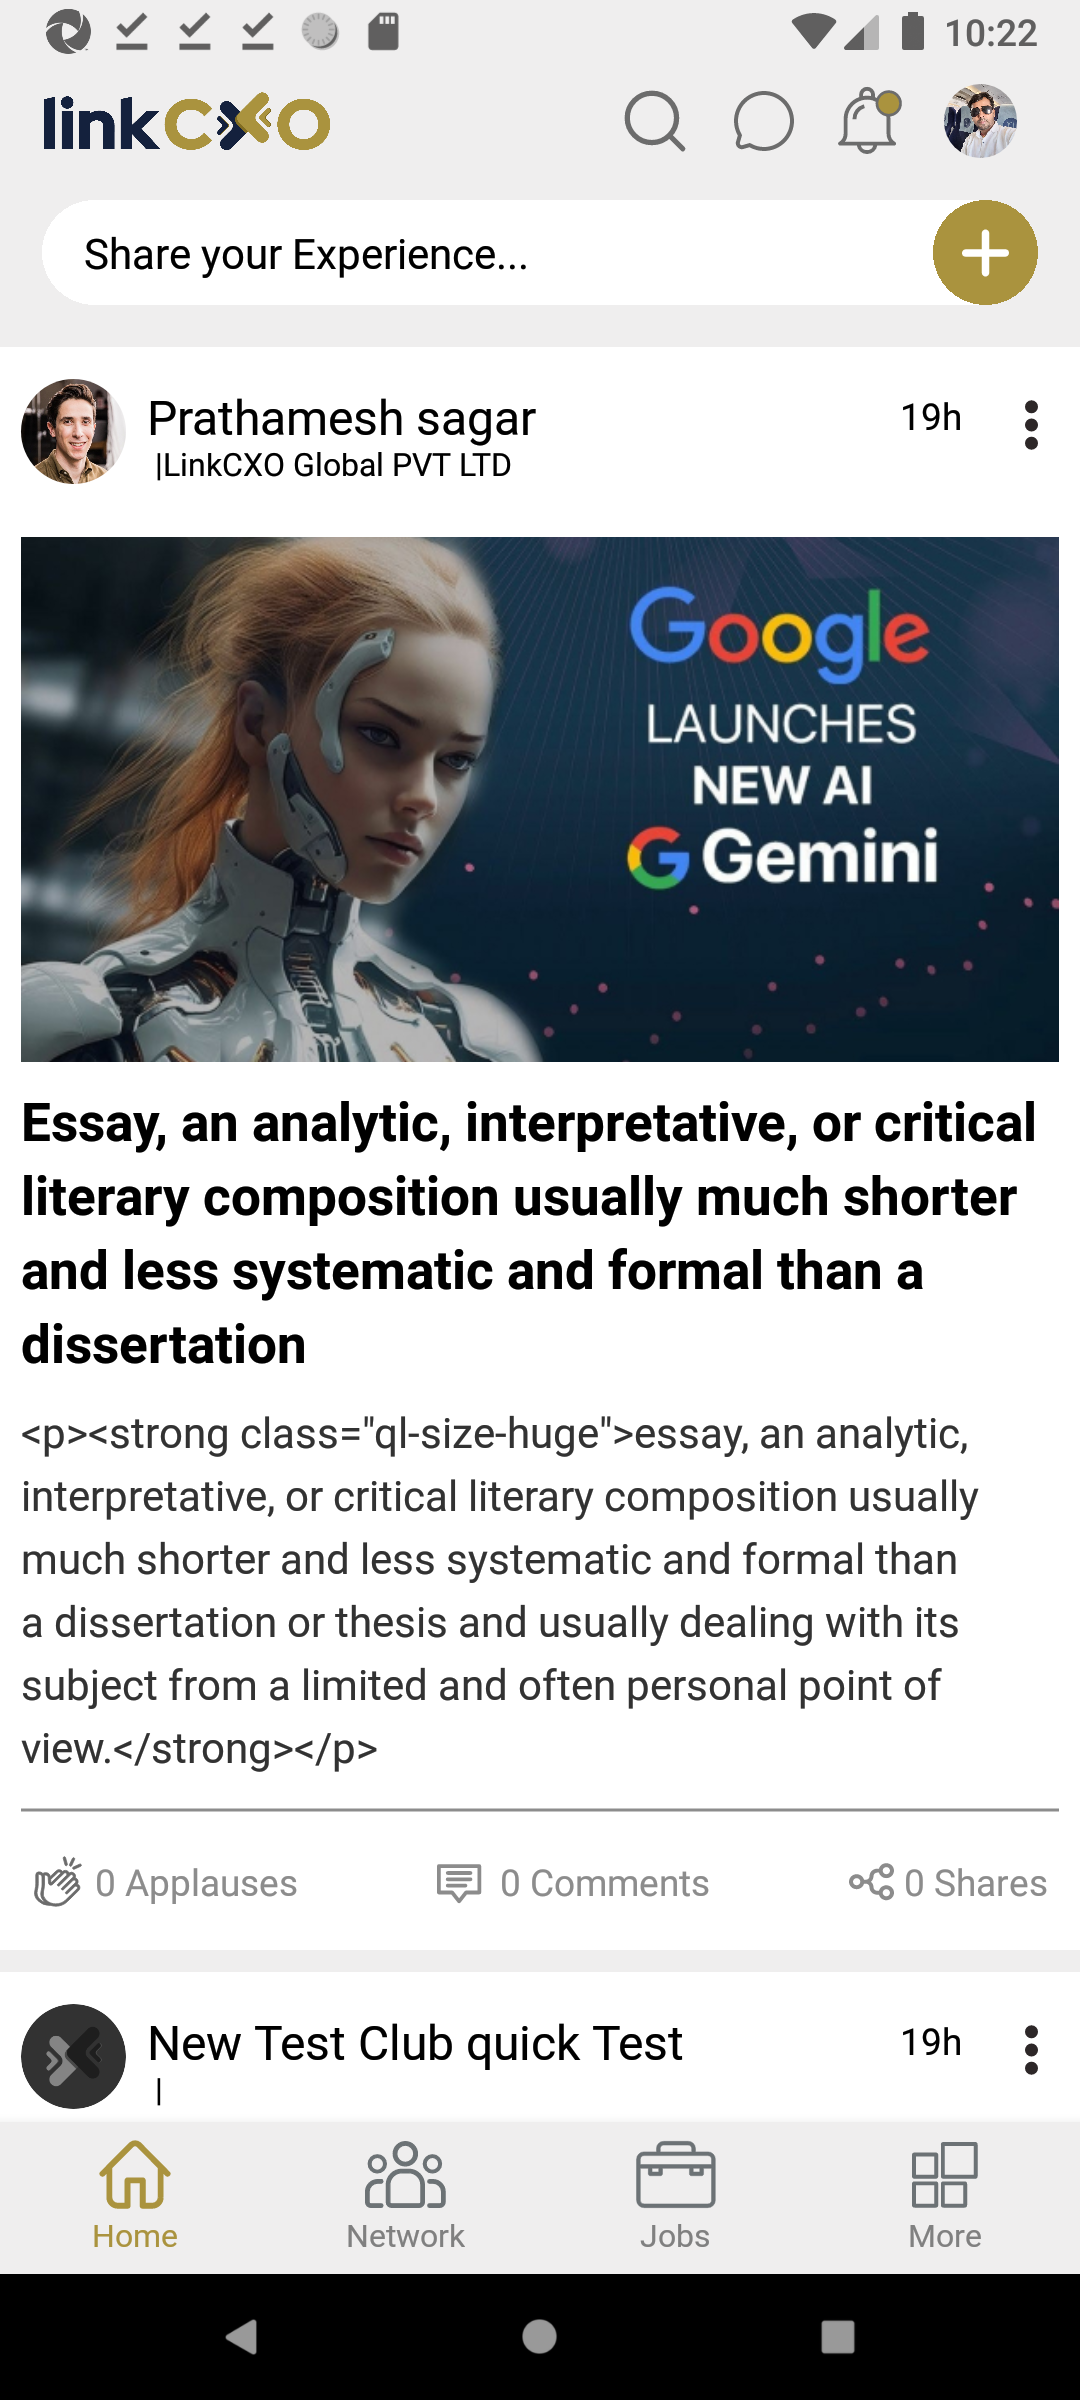 10:22
linkCXO
Share your Experience...
Prathamesh sagar
19h
|LinkCXO Global PVT LTD
Google
LAUNCHES
NEW AI
G Gemini
Essay, an analytic, interpretative, or critical
literary composition usually much shorter
and less systematic and formal than a
dissertation
<p><strong class="ql-size-huge">essay, an analytic,
interpretative, or critical literary composition usually
much shorter and less systematic and formal than
a dissertation or thesis and usually dealing with its
subject from a limited and often personal point of
view.</strong></p>
0 Applauses
0 Comments
0 Shares
New Test Club quick Test
19h
|
Home
Network
Jobs
More